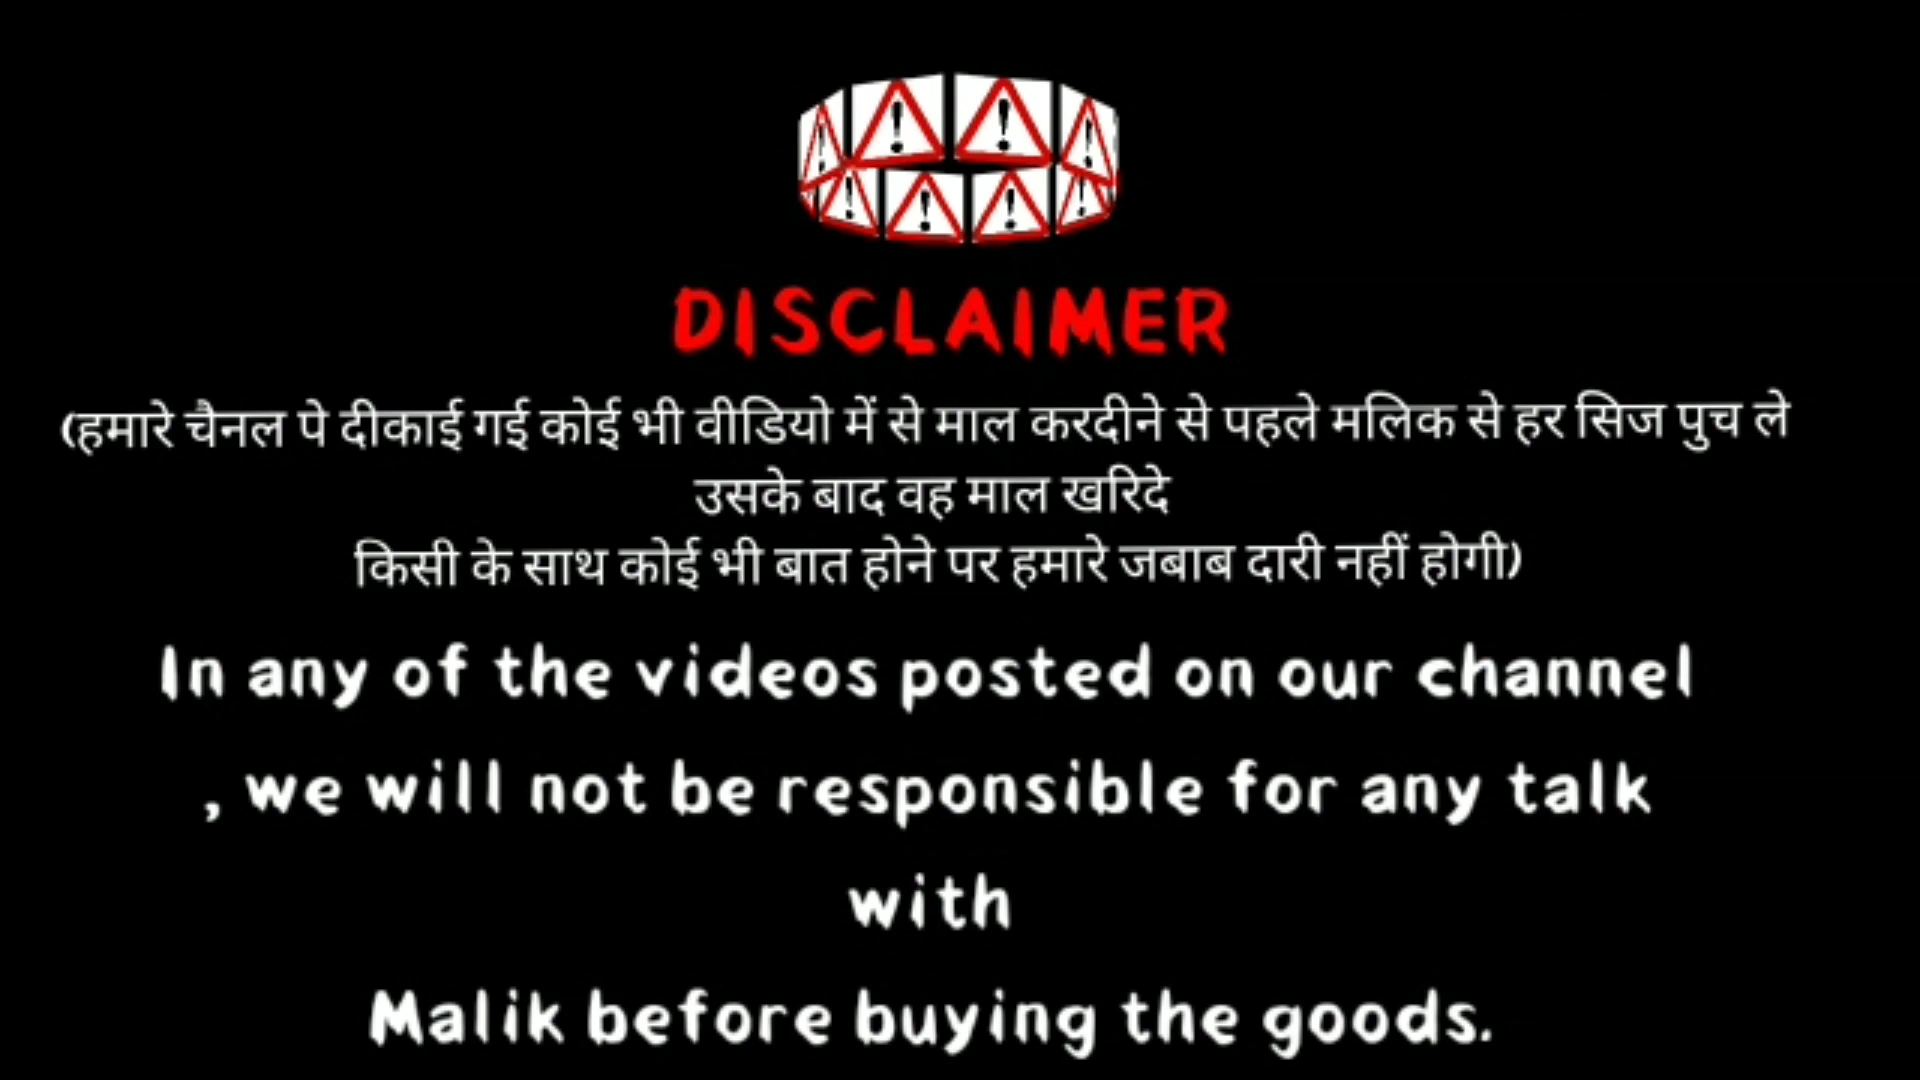 DISCLAIMER
(हमारे चैनल पे दीकाई गई कोई भी वीडियो में से माल करदीने से पहले मलिक से हर सिज पुच ले
उसके बाद वह माल खरिदे
किसी के साथ कोई भी बात होने पर हमारे जबाब दारी नहीं होगी)
In any of the videos posted on our channel
, we will not be responsible for any talk
with
Malik before buying the goods.